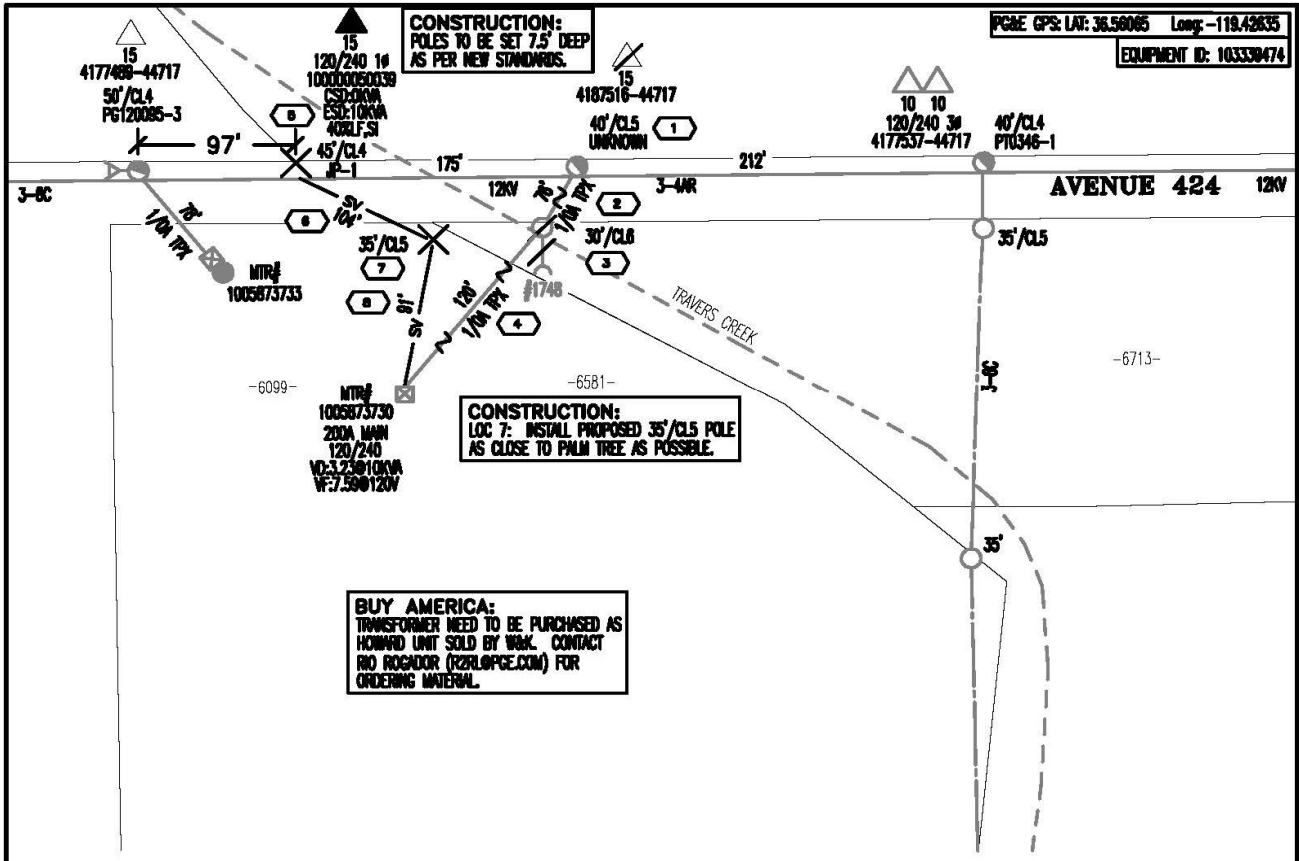 CONSTRUCTION:
POLES TO BE SET 7.5' DEEP
AS PER NEW STANDARDS.
PG&E GPS: LAT: 36.56065 Long: -119.42635
EQUIPMENT ID: 103339474
15
4177489-44717
50'/CL4
PG120095-3
15
120/240 1ø
100000050039
CSD:0KVA
ESD:10KVA
40%LF,SI
45'/CL4
JP-1
5
97'
15
4187516-44717
40'/CL5
UNKNOWN
1
10 10
120/240 3ø
4177537-44717
40'/CL4
PT0346-1
175'
212'
3-6C
12KV
3-4AR
AVENUE 424
12KV
76'
1/0A TPX
2
SV
104'
6
78'
1/0A TPX
35'/CL5
7
30'/CL6
3
35'/CL5
MTR#
1005873733
8
91'
SV
120'
1/0A TPX
#1748
4
TRAVERS CREEK
3-6C
-6099-
-6581-
-6713-
MTR#
1005873730
200A MAIN
120/240
VD:3.23@10KVA
VF:7.59@120V
CONSTRUCTION:
LOC 7: INSTALL PROPOSED 35'/CL5 POLE
AS CLOSE TO PALM TREE AS POSSIBLE.
35'
BUY AMERICA:
TRANSFORMER NEED TO BE PURCHASED AS
HOWARD UNIT SOLD BY W&K. CONTACT
RIO ROGADOR (R2RL@PGE.COM) FOR
ORDERING MATERIAL.